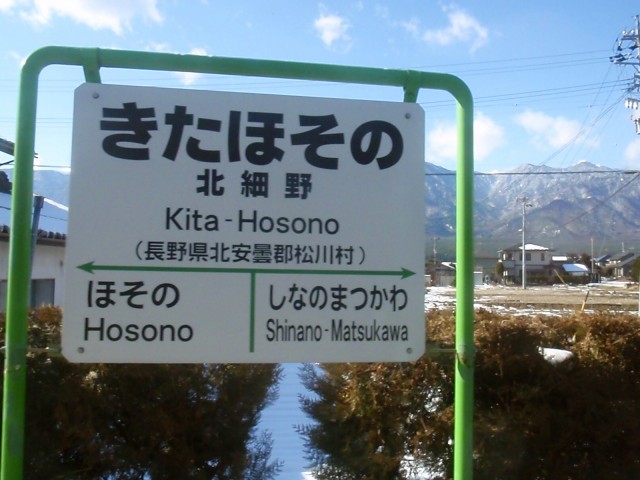 きたほその
北細野
Kita-Hosono
（長野県北安曇郡松川村）
ほその
Hosono
しなのまつかわ
Shinano-Matsukawa